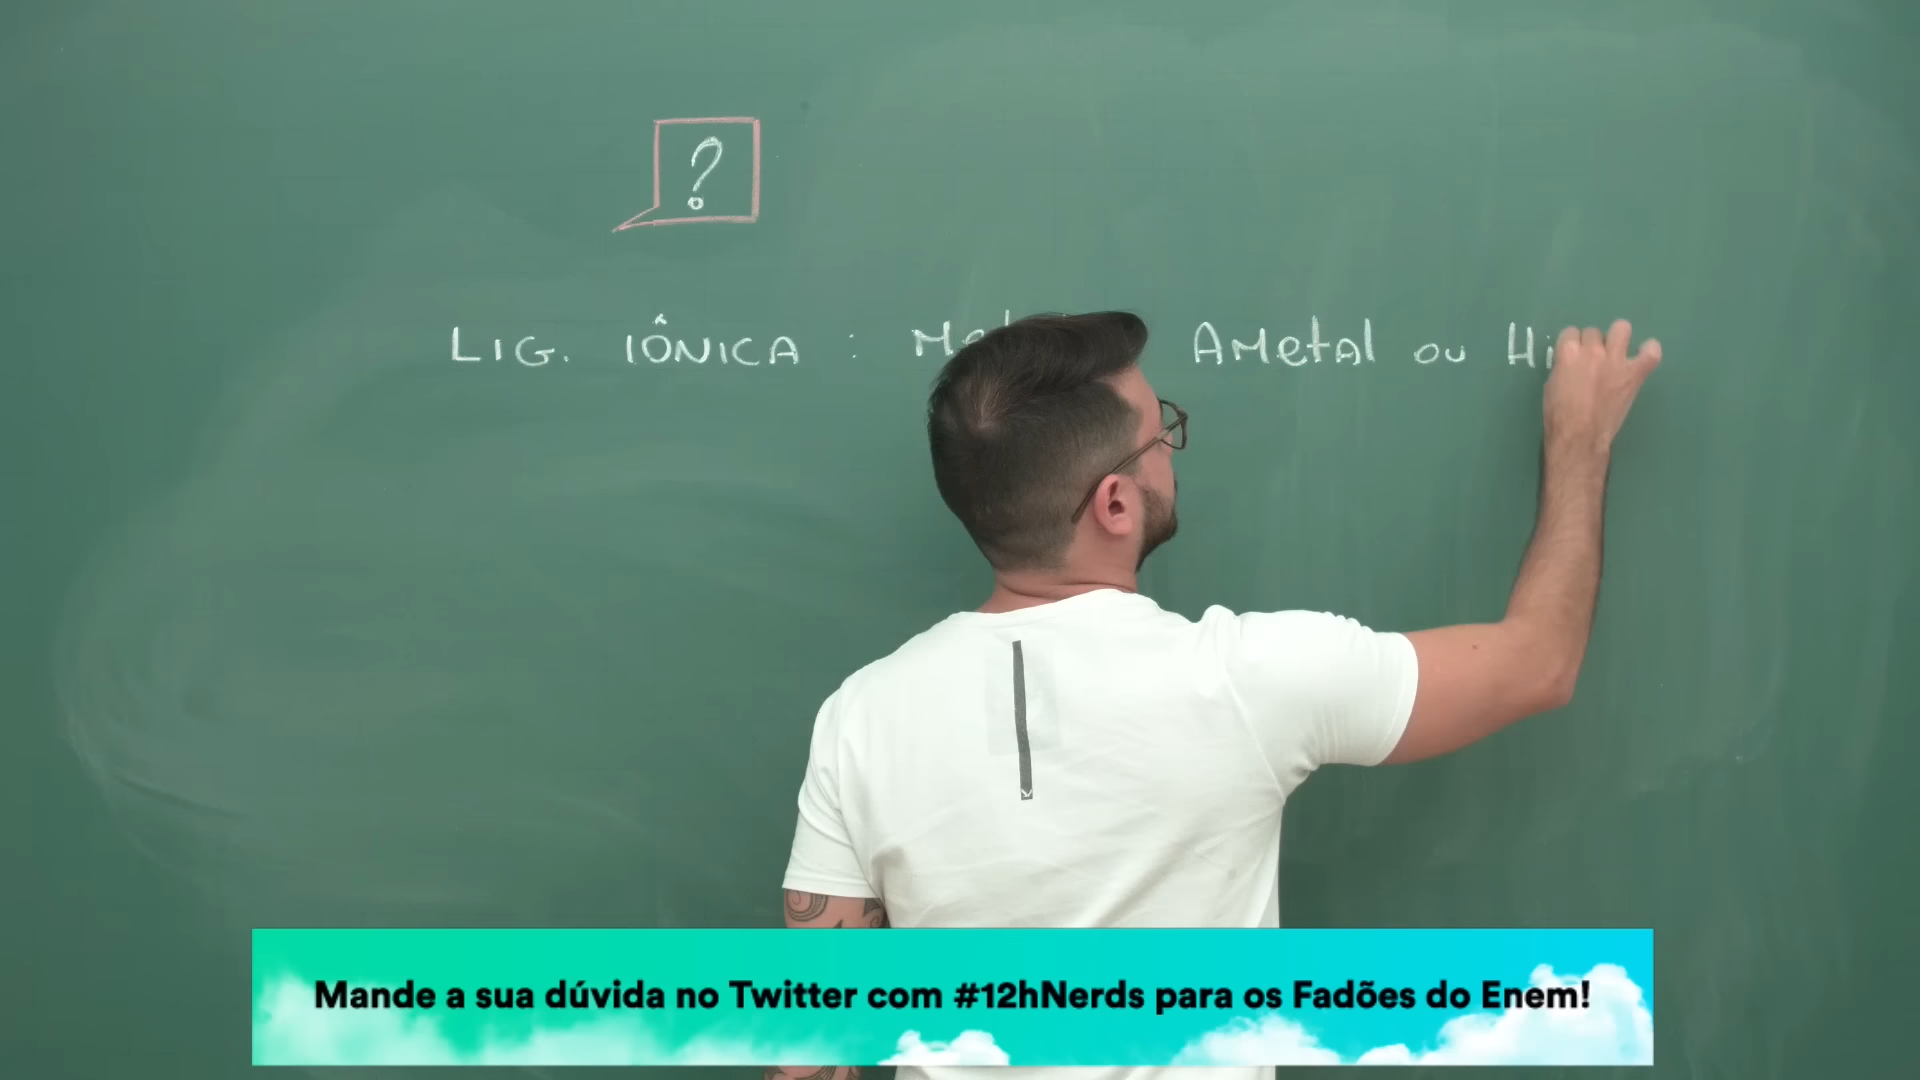 ?
LIG. IÔNICA : AMetal ou
Mande a sua dúvida no Twitter com #12hNerds para os Fadões do Enem!